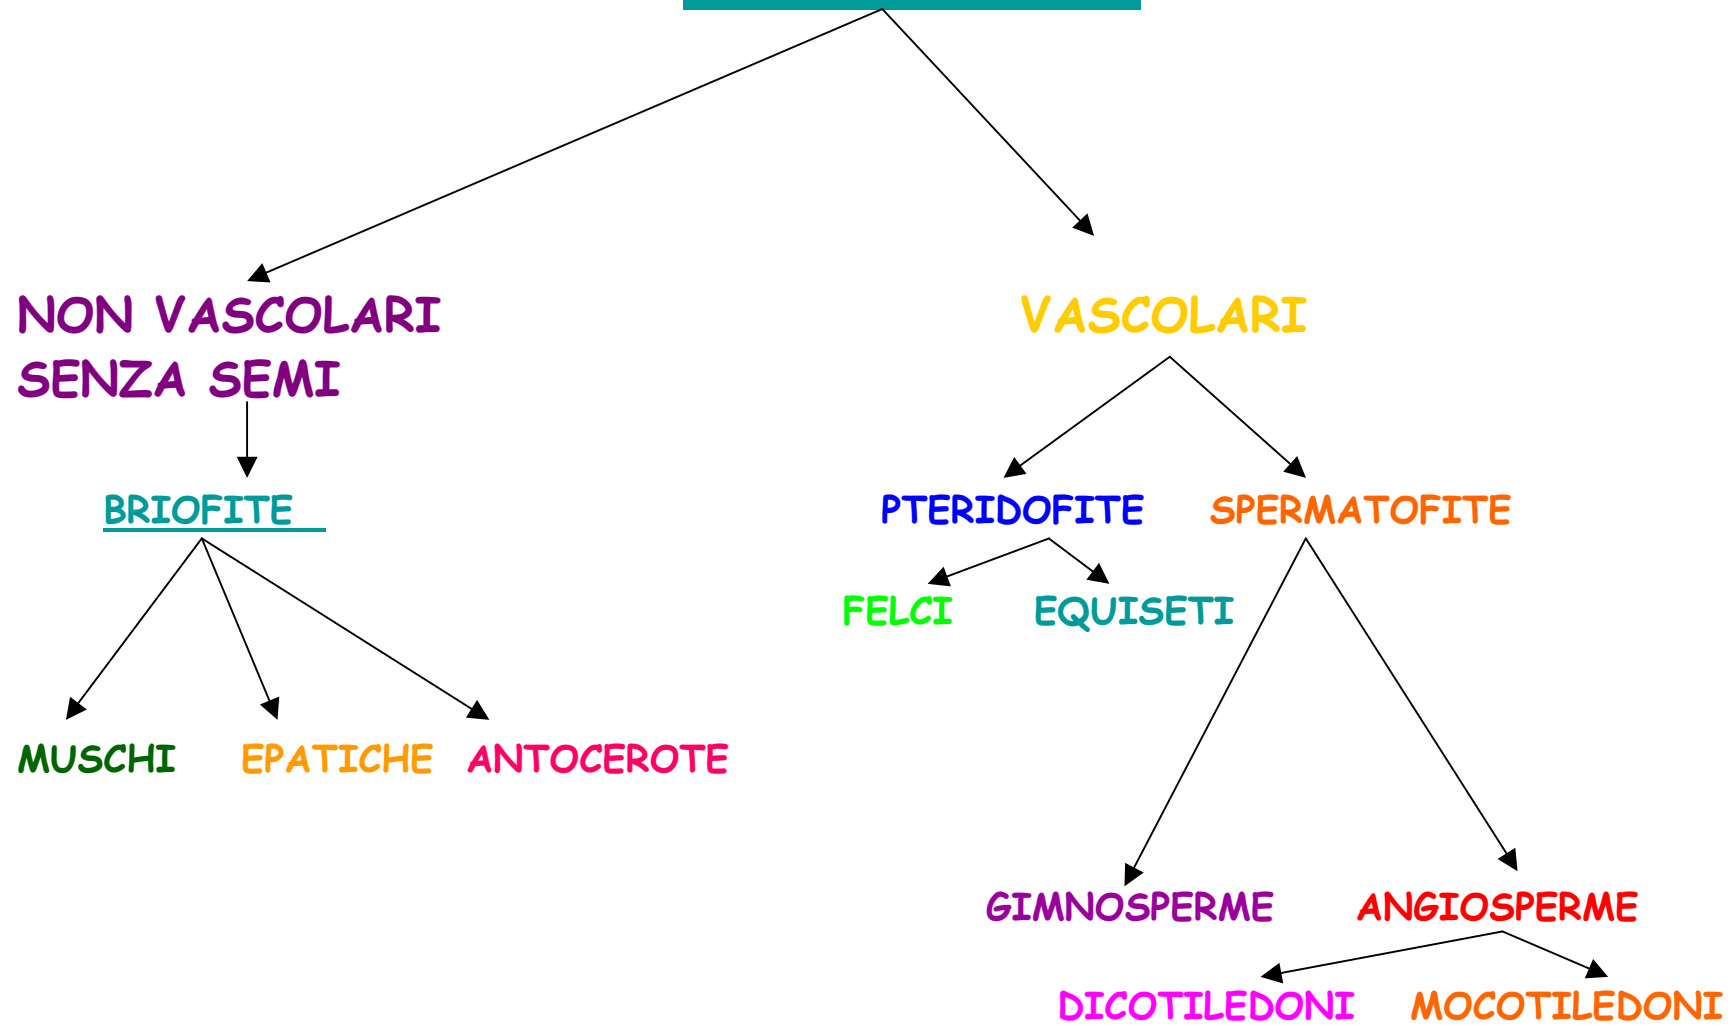 NON VASCOLARI
SENZA SEMI
VASCOLARI
BRIOFITE
PTERIDOFITE
SPERMATOFITE
FELCI
EQUISETI
MUSCHI
EPATICHE
ANTOCEROTE
GIMNOSPERME
ANGIOSPERME
DICOTILEDONI
MOCOTILEDONI